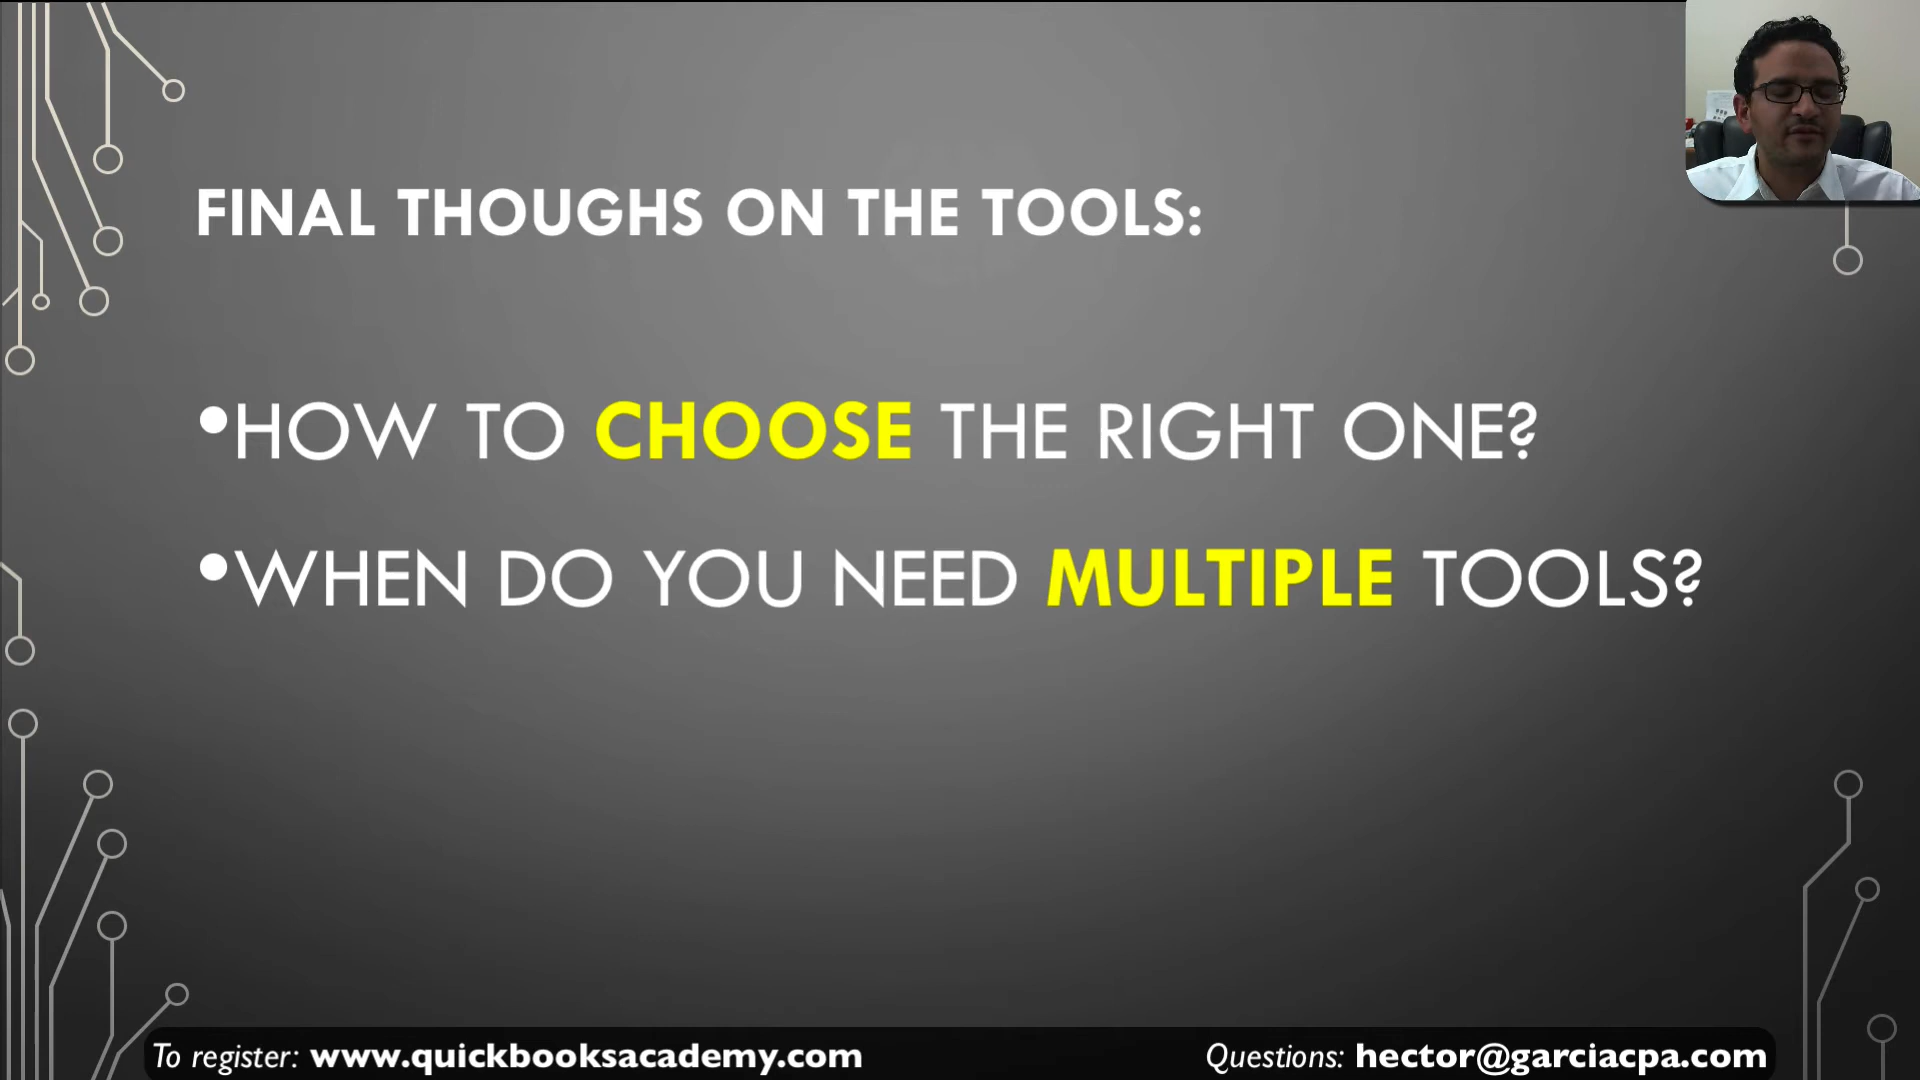 FINAL THOUGHS ON THE TOOLS:
•HOW TO CHOOSE THE RIGHT ONE?
•WHEN DO YOU NEED MULTIPLE TOOLS?
To register: www.quickbooksacademy.com
Questions: hector@garciacpa.com